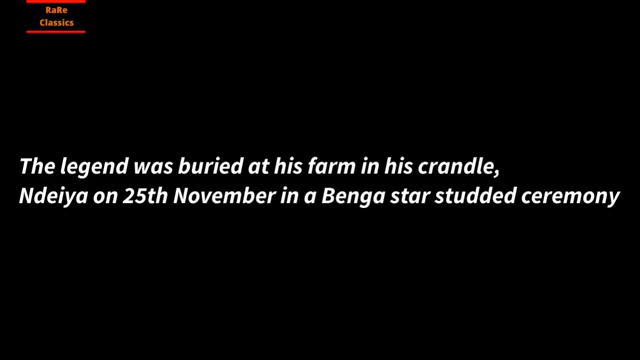 RaRe
Classics
The legend was buried at his farm in his crandle,
Ndeiya on 25th November in a Benga star studded ceremony